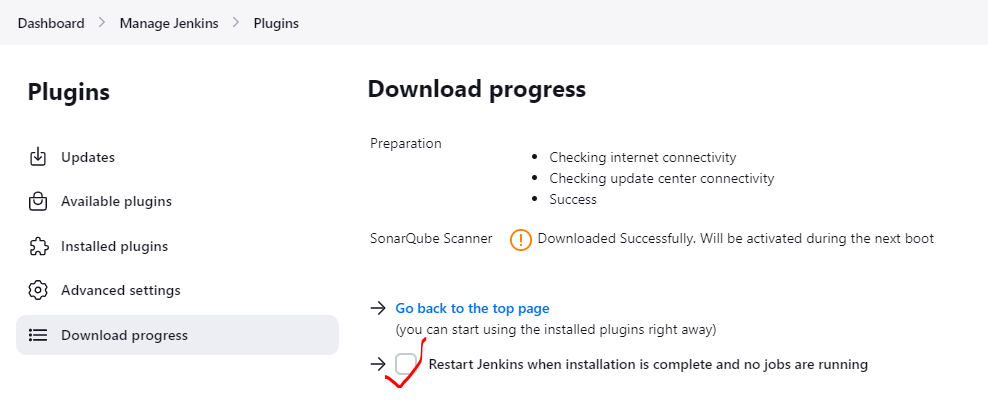 Dashboard > Manage Jenkins > Plugins
Plugins
Updates
Available plugins
Installed plugins
Advanced settings
Download progress
Download progress
Preparation
• Checking internet connectivity
• Checking update center connectivity
• Success
SonarQube Scanner Downloaded Successfully. Will be activated during the next boot
Go back to the top page
(you can start using the installed plugins right away)
Restart Jenkins when installation is complete and no jobs are running